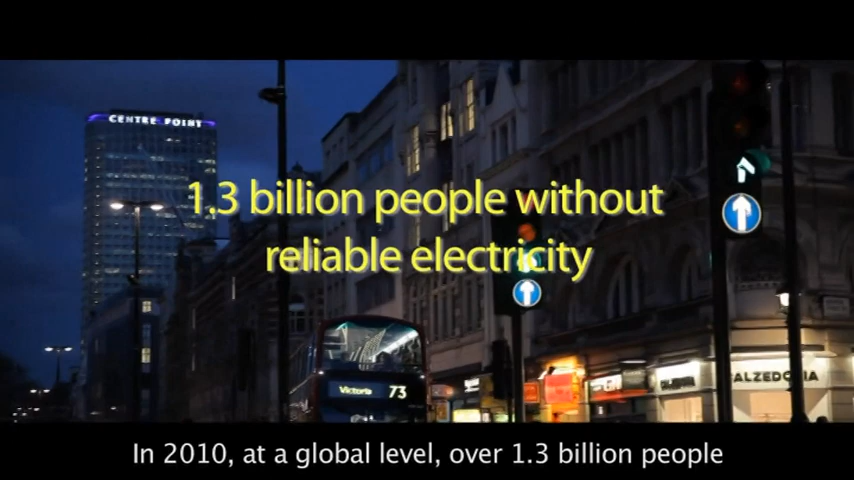 CENTRE POINT
1.3 billion people without
reliable electricity
Victoria 73
CALZEDONIA
In 2010, at a global level, over 1.3 billion people